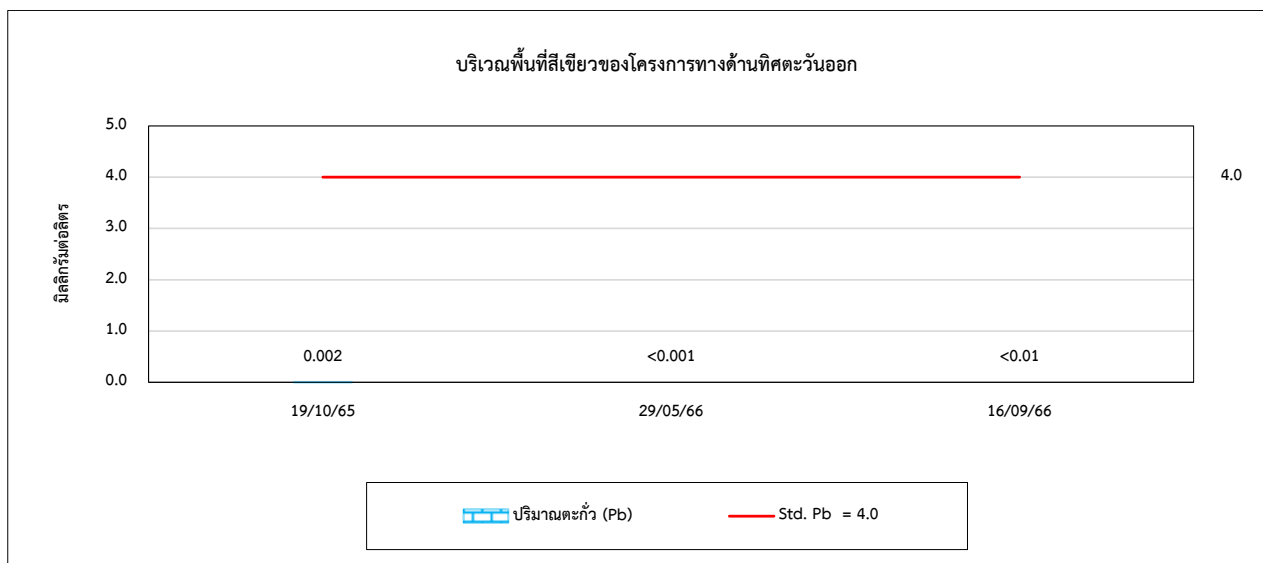 บริเวณพื้นที่สีเขียวของโครงการทางด้านทิศตะวันออก
5.0
4.0
4.0
3.0
มิลลิกรัมต่อลิตร
2.0
1.0
0.002 <0.001 <0.01
0.0
19/10/65 29/05/66 16/09/66
ปริมาณตะกั่ว (Pb) Std. Pb = 4.0